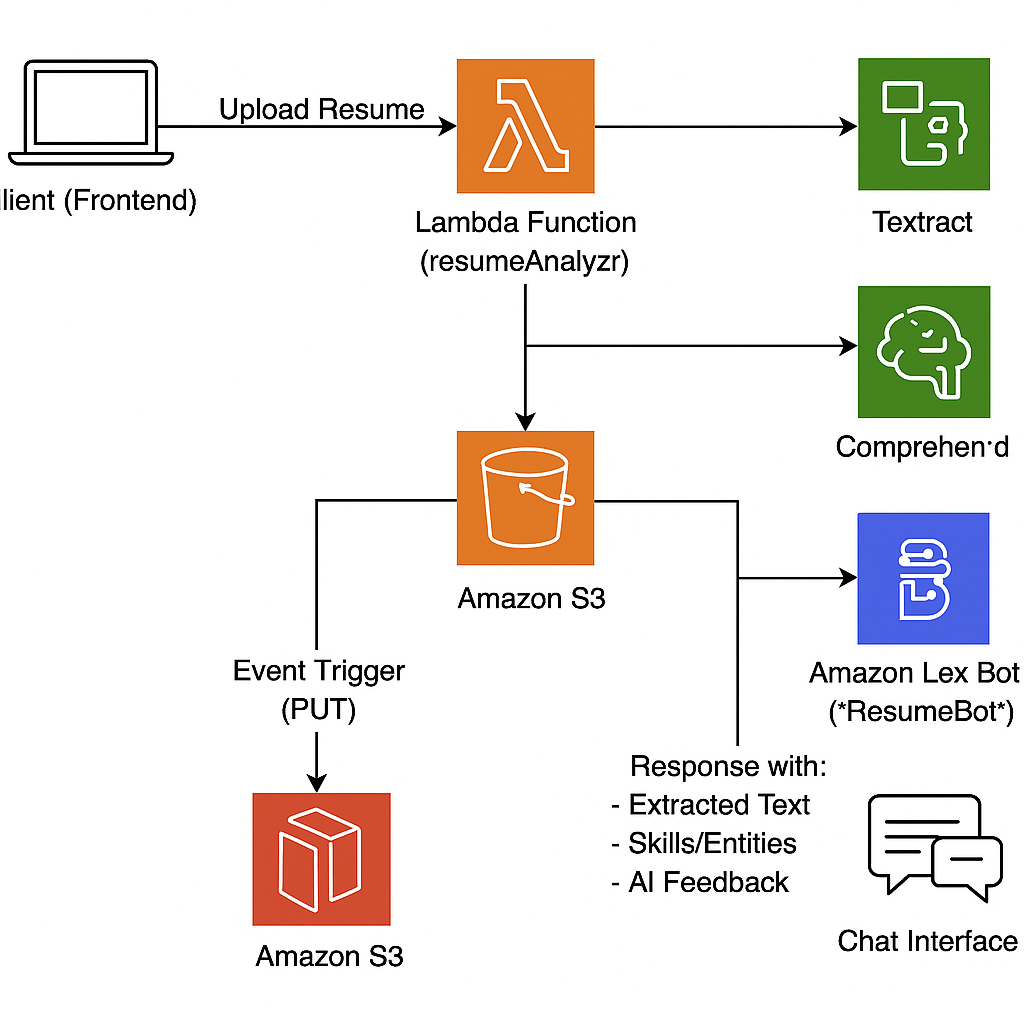 Upload Resume
lient (Frontend)
Lambda Function
(resumeAnalyzr)
Textract
Comprehen·d
Amazon S3
Amazon Lex Bot
(*ResumeBot*)
Event Trigger
(PUT)
Response with:
- Extracted Text
- Skills/Entities
- AI Feedback
Amazon S3
Chat Interface